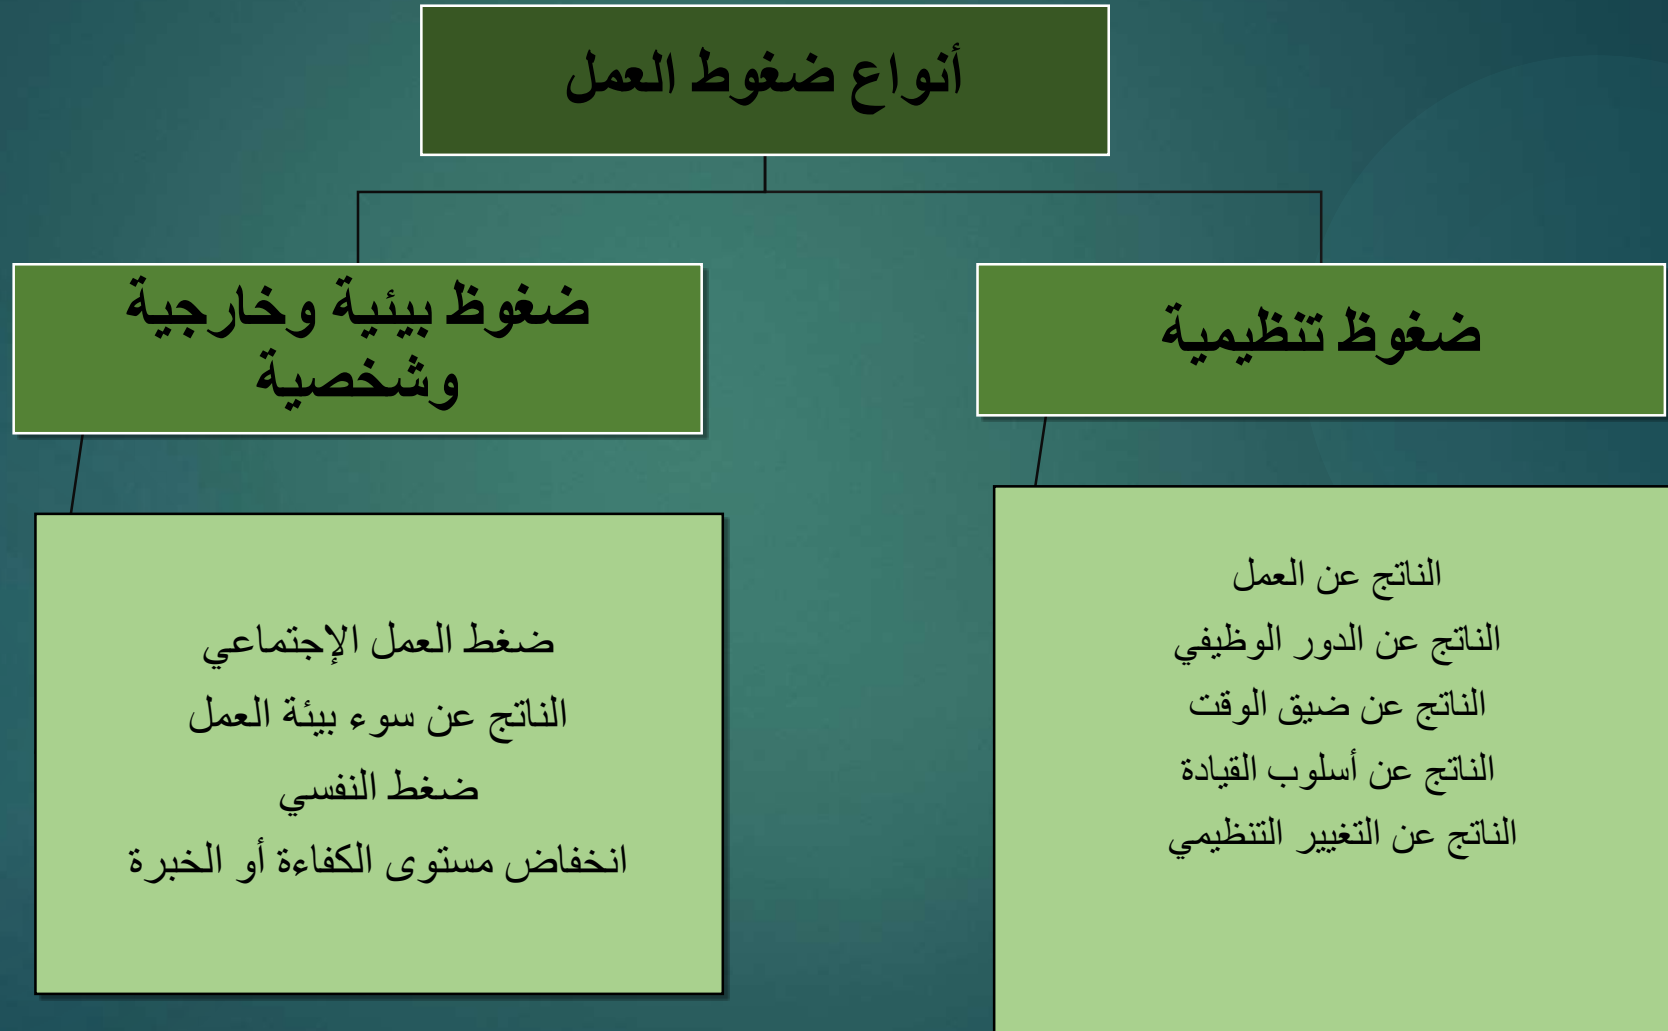 أنواع ضغوط العمل
ضغوظ تنظيمية
الناتج عن العمل
الناتج عن الدور الوظيفي
الناتج عن ضيق الوقت
الناتج عن أسلوب القيادة
الناتج عن التغيير التنظيمي
ضغوظ بيئية وخارجية
وشخصية
ضغط العمل الإجتماعي
الناتج عن سوء بيئة العمل
ضغط النفسي
انخفاض مستوى الكفاءة أو الخبرة